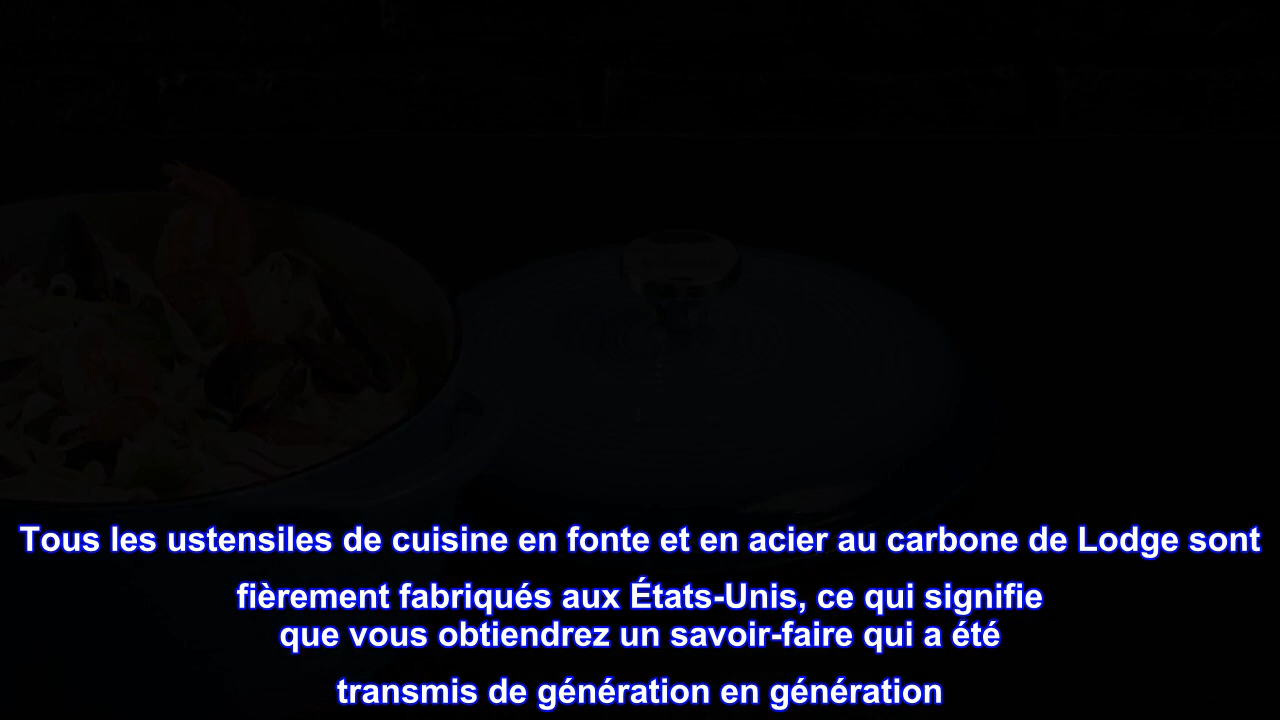 Tous les ustensiles de cuisine en fonte et en acier au carbone de Lodge sont
fièrement fabriqués aux États-Unis, ce qui signifie
que vous obtiendrez un savoir-faire qui a été
transmis de génération en génération